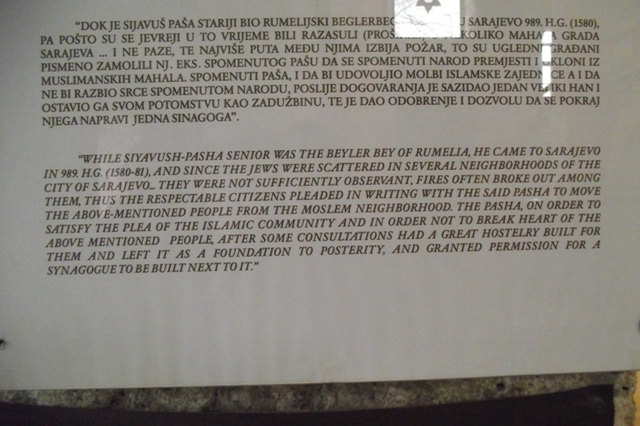 "DOK JE SIJAVUŠ PAŠA STARIJI BIO RUMELIJSKI BEGLERBEG SARAJEVO 989. H.G. (1580),
PA POŠTO SU SE JEVREJI U TO VRIJEME BILI RAZASULI KOLIKO MAHALA GRADA
SARAJEVA ... I NE PAZE, TE NAJVIŠE PUTA MEĐU NJIMA IZBIJA POŽAR, TO SU UGLEDNI GRAĐANI
PISMENO ZAMOLILI NJ. EKS. SPOMENUTOG PAŠU DA SE SPOMENUTI NAROD PREMJESTI I UKLONI IZ
MUSLIMANSKIH MAHALA. SPOMENUTI PAŠA, I DA BI UDOVOLJIO MOLBI ISLAMSKE ZAJEDNICE A I DA
NE BI RAZBIO SRCE SPOMENUTOM NARODU, POSLIJE DOGOVARANJA JE SAZIDAO JEDAN VELIKI HAN I
OSTAVIO GA SVOM POTOMSTVU KAO ZADUŽBINU, TE JE DAO ODOBRENJE I DOZVOLU DA SE POKRAJ
NJEGA NAPRAVI JEDNA SINAGOGA".
"WHILE SIYAVUSH-PASHA SENIOR WAS THE BEYLER BEY OF RUMELIA, HE CAME TO SARAJEVO
IN 989. H.G. (1580-81), AND SINCE THE JEWS WERE SCATTERED IN SEVERAL NEIGHBORHOODS OF THE
CITY OF SARAJEVO... THEY WERE NOT SUFFICIENTLY OBSERVANT, FIRES OFTEN BROKE OUT AMONG
THEM, THUS THE RESPECTABLE CITIZENS PLEADED IN WRITING WITH THE SAID PASHA TO MOVE
THE ABOVE-MENTIONED PEOPLE FROM THE MOSLEM NEIGHBORHOOD. THE PASHA, ON ORDER TO
SATISFY THE PLEA OF THE ISLAMIC COMMUNITY AND IN ORDER NOT TO BREAK HEART OF THE
ABOVE MENTIONED PEOPLE, AFTER SOME CONSULTATIONS HAD A GREAT HOSTELRY BUILT FOR
THEM AND LEFT IT AS A FOUNDATION TO POSTERITY, AND GRANTED PERMISSION FOR A
SYNAGOGUE TO BE BUILT NEXT TO IT."